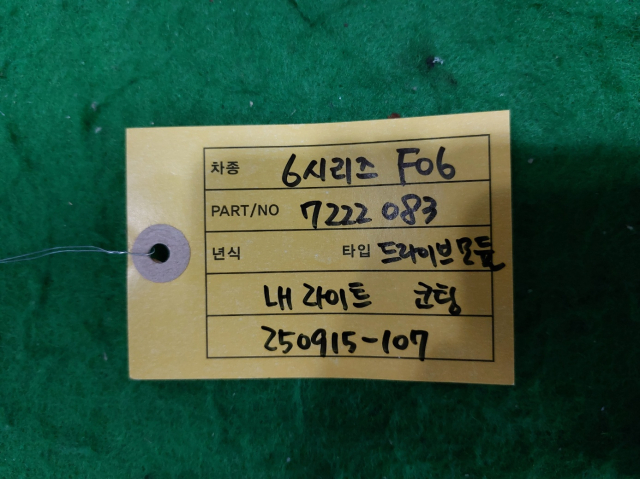 차종 6시리즈 F06
PART/NO 7222 083
년식 타입 드라이브모듈
내 라이트 군팅
250915-107